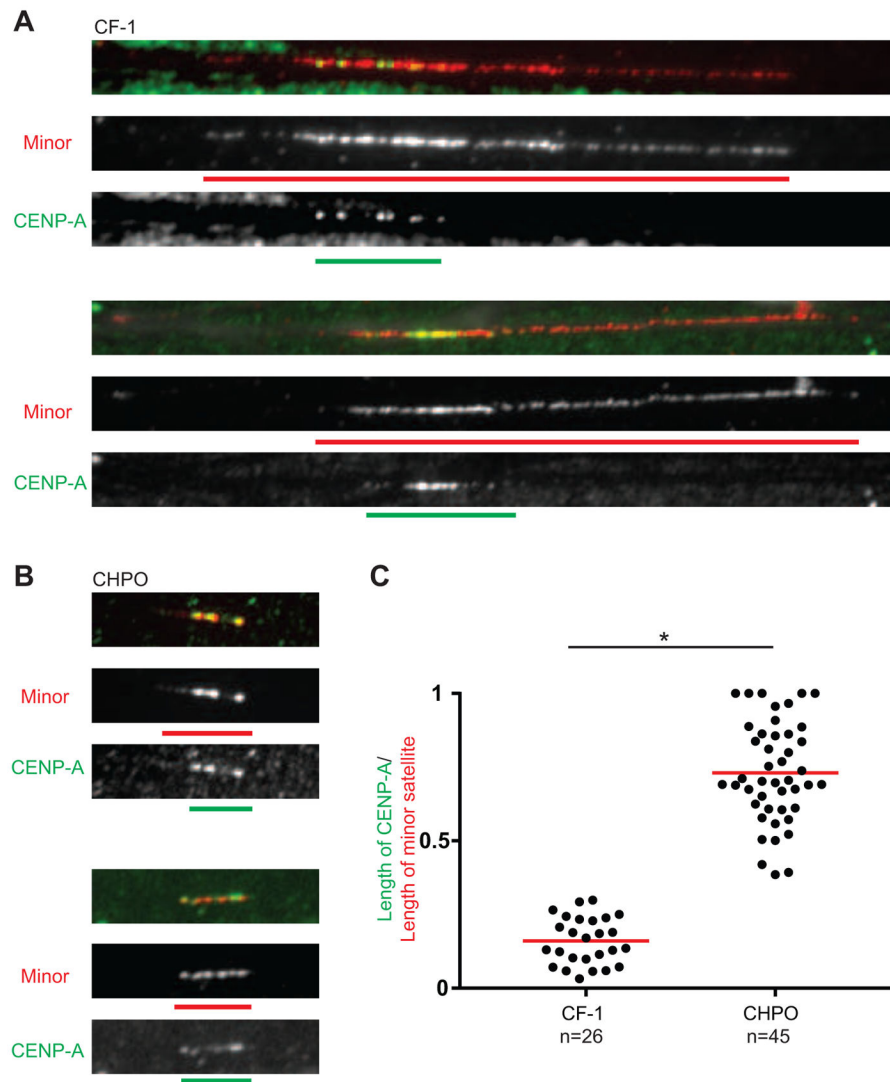 A
CF-1
Minor
CENP-A
Minor
CENP-A
B
CHPO
Minor
CENP-A
Minor
CENP-A
C
*
Length of CENP-A/
Length of minor satellite
1
0.5
0
CF-1
n=26
CHPO
n=45